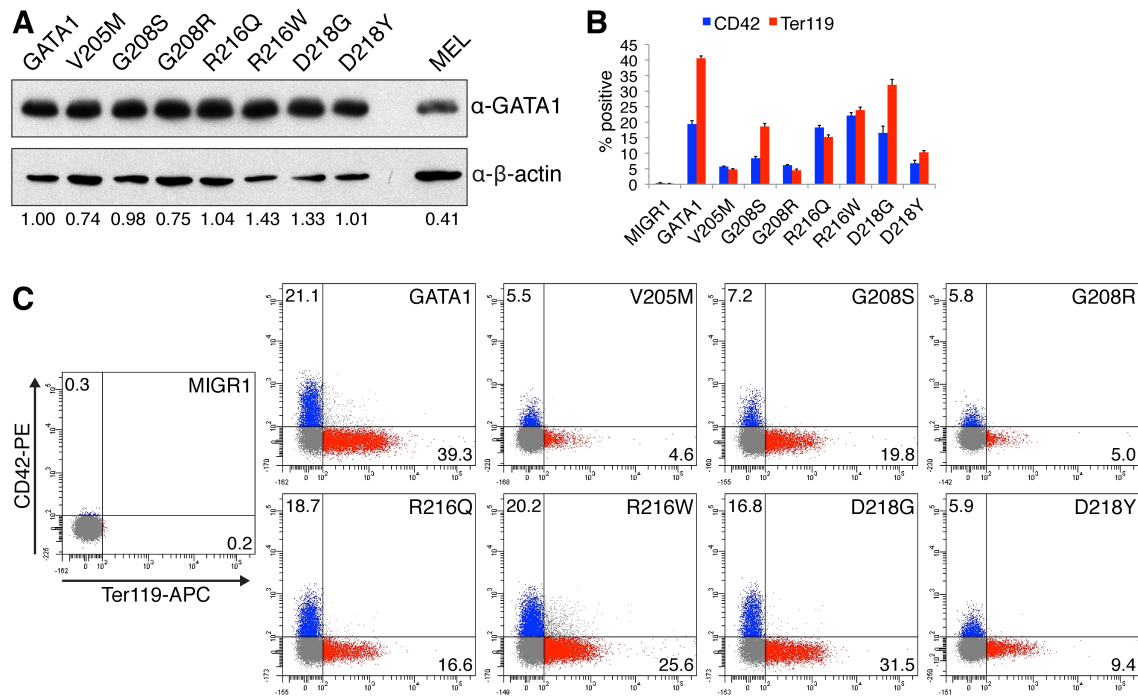 A
GATA1 V205M G208S G208R R216Q R216W D218G D218Y MEL
α-GATA1
α-β-actin
1.00 0.74 0.98 0.75 1.04 1.43 1.33 1.01 0.41
B
CD42 Ter119
% positive
45
40
35
30
25
20
15
10
5
0
MIGR1 GATA1 V205M G208S G208R R216Q R216W D218G D218Y
C
CD42-PE
Ter119-APC
0.3 MIGR1
0.2
21.1 GATA1
39.3
5.5 V205M
4.6
7.2 G208S
19.8
5.8 G208R
5.0
18.7 R216Q
16.6
20.2 R216W
25.6
16.8 D218G
31.5
5.9 D218Y
9.4